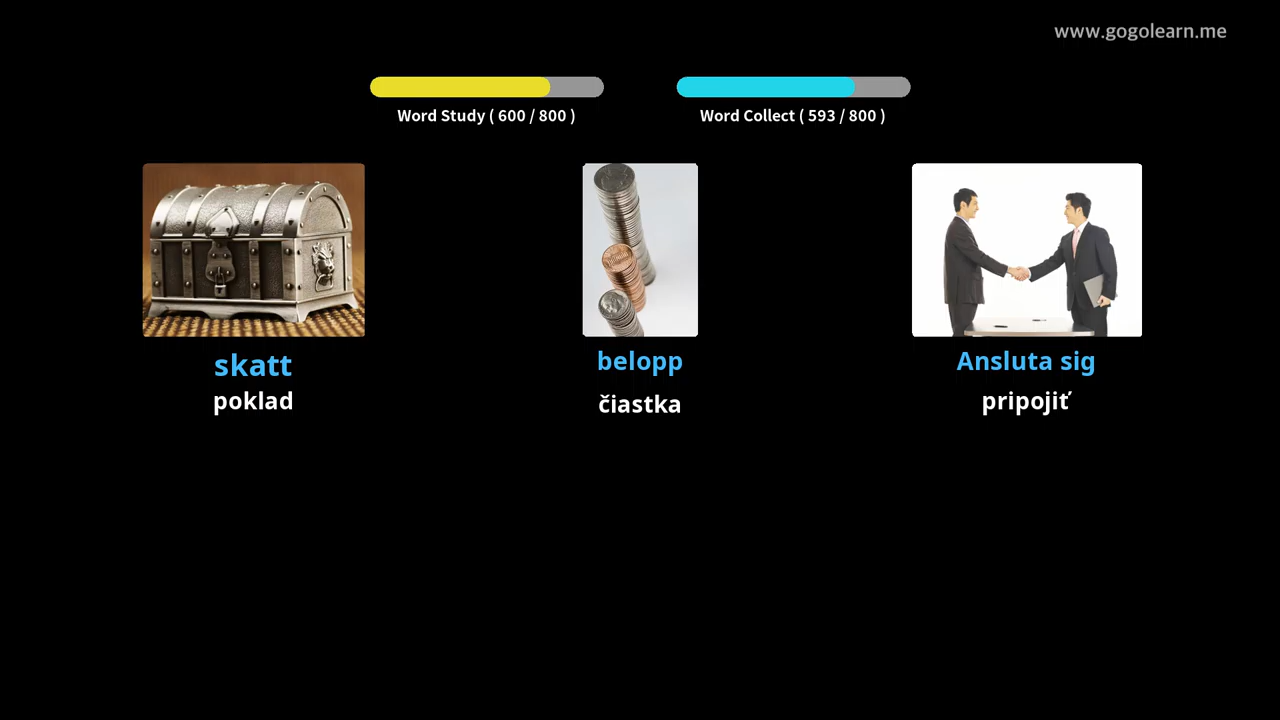 www.gogolearn.me
Word Study ( 600 / 800 )
Word Collect ( 593 / 800 )
skatt
poklad
belopp
čiastka
Ansluta sig
pripojiť